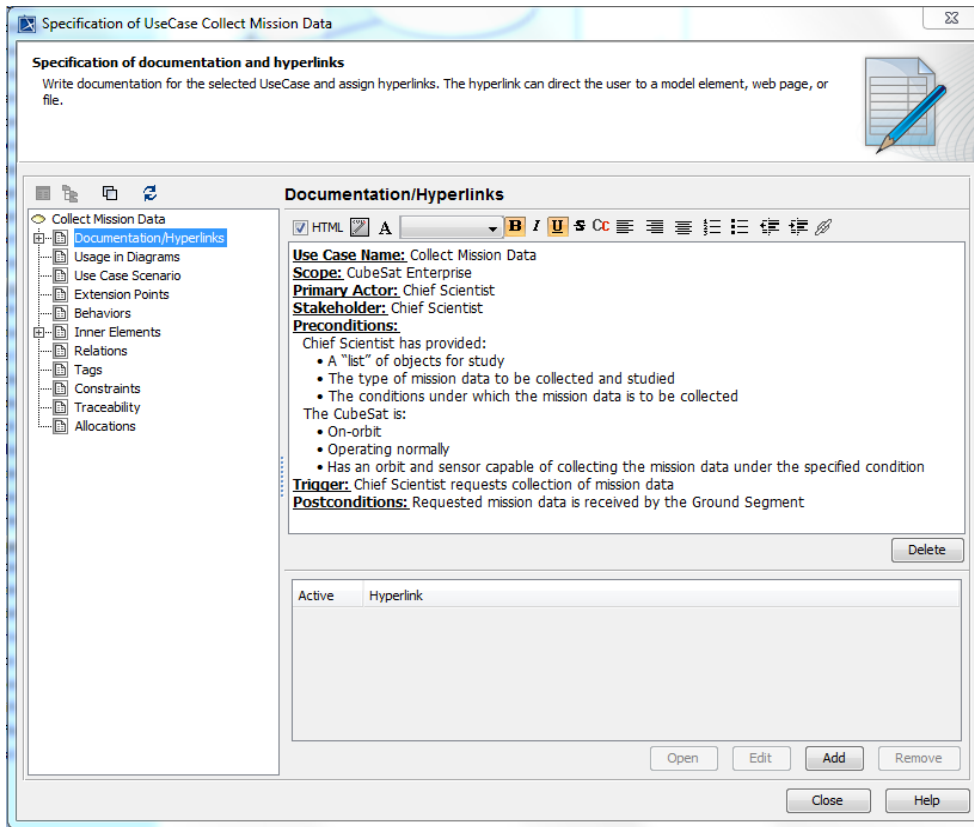 Specification of UseCase Collect Mission Data
Specification of documentation and hyperlinks
Write documentation for the selected UseCase and assign hyperlinks. The hyperlink can direct the user to a model element, web page, or
file.
Collect Mission Data
Documentation/Hyperlinks
Usage in Diagrams
Use Case Scenario
Extension Points
Behaviors
Inner Elements
Relations
Tags
Constraints
Traceability
Allocations
Documentation/Hyperlinks
HTML A B I U S Cc
Use Case Name: Collect Mission Data
Scope: CubeSat Enterprise
Primary Actor: Chief Scientist
Stakeholder: Chief Scientist
Preconditions:
Chief Scientist has provided:
• A “list” of objects for study
• The type of mission data to be collected and studied
• The conditions under which the mission data is to be collected
The CubeSat is:
• On-orbit
• Operating normally
• Has an orbit and sensor capable of collecting the mission data under the specified condition
Trigger: Chief Scientist requests collection of mission data
Postconditions: Requested mission data is received by the Ground Segment
Delete
Active Hyperlink
Open Edit Add Remove
Close Help